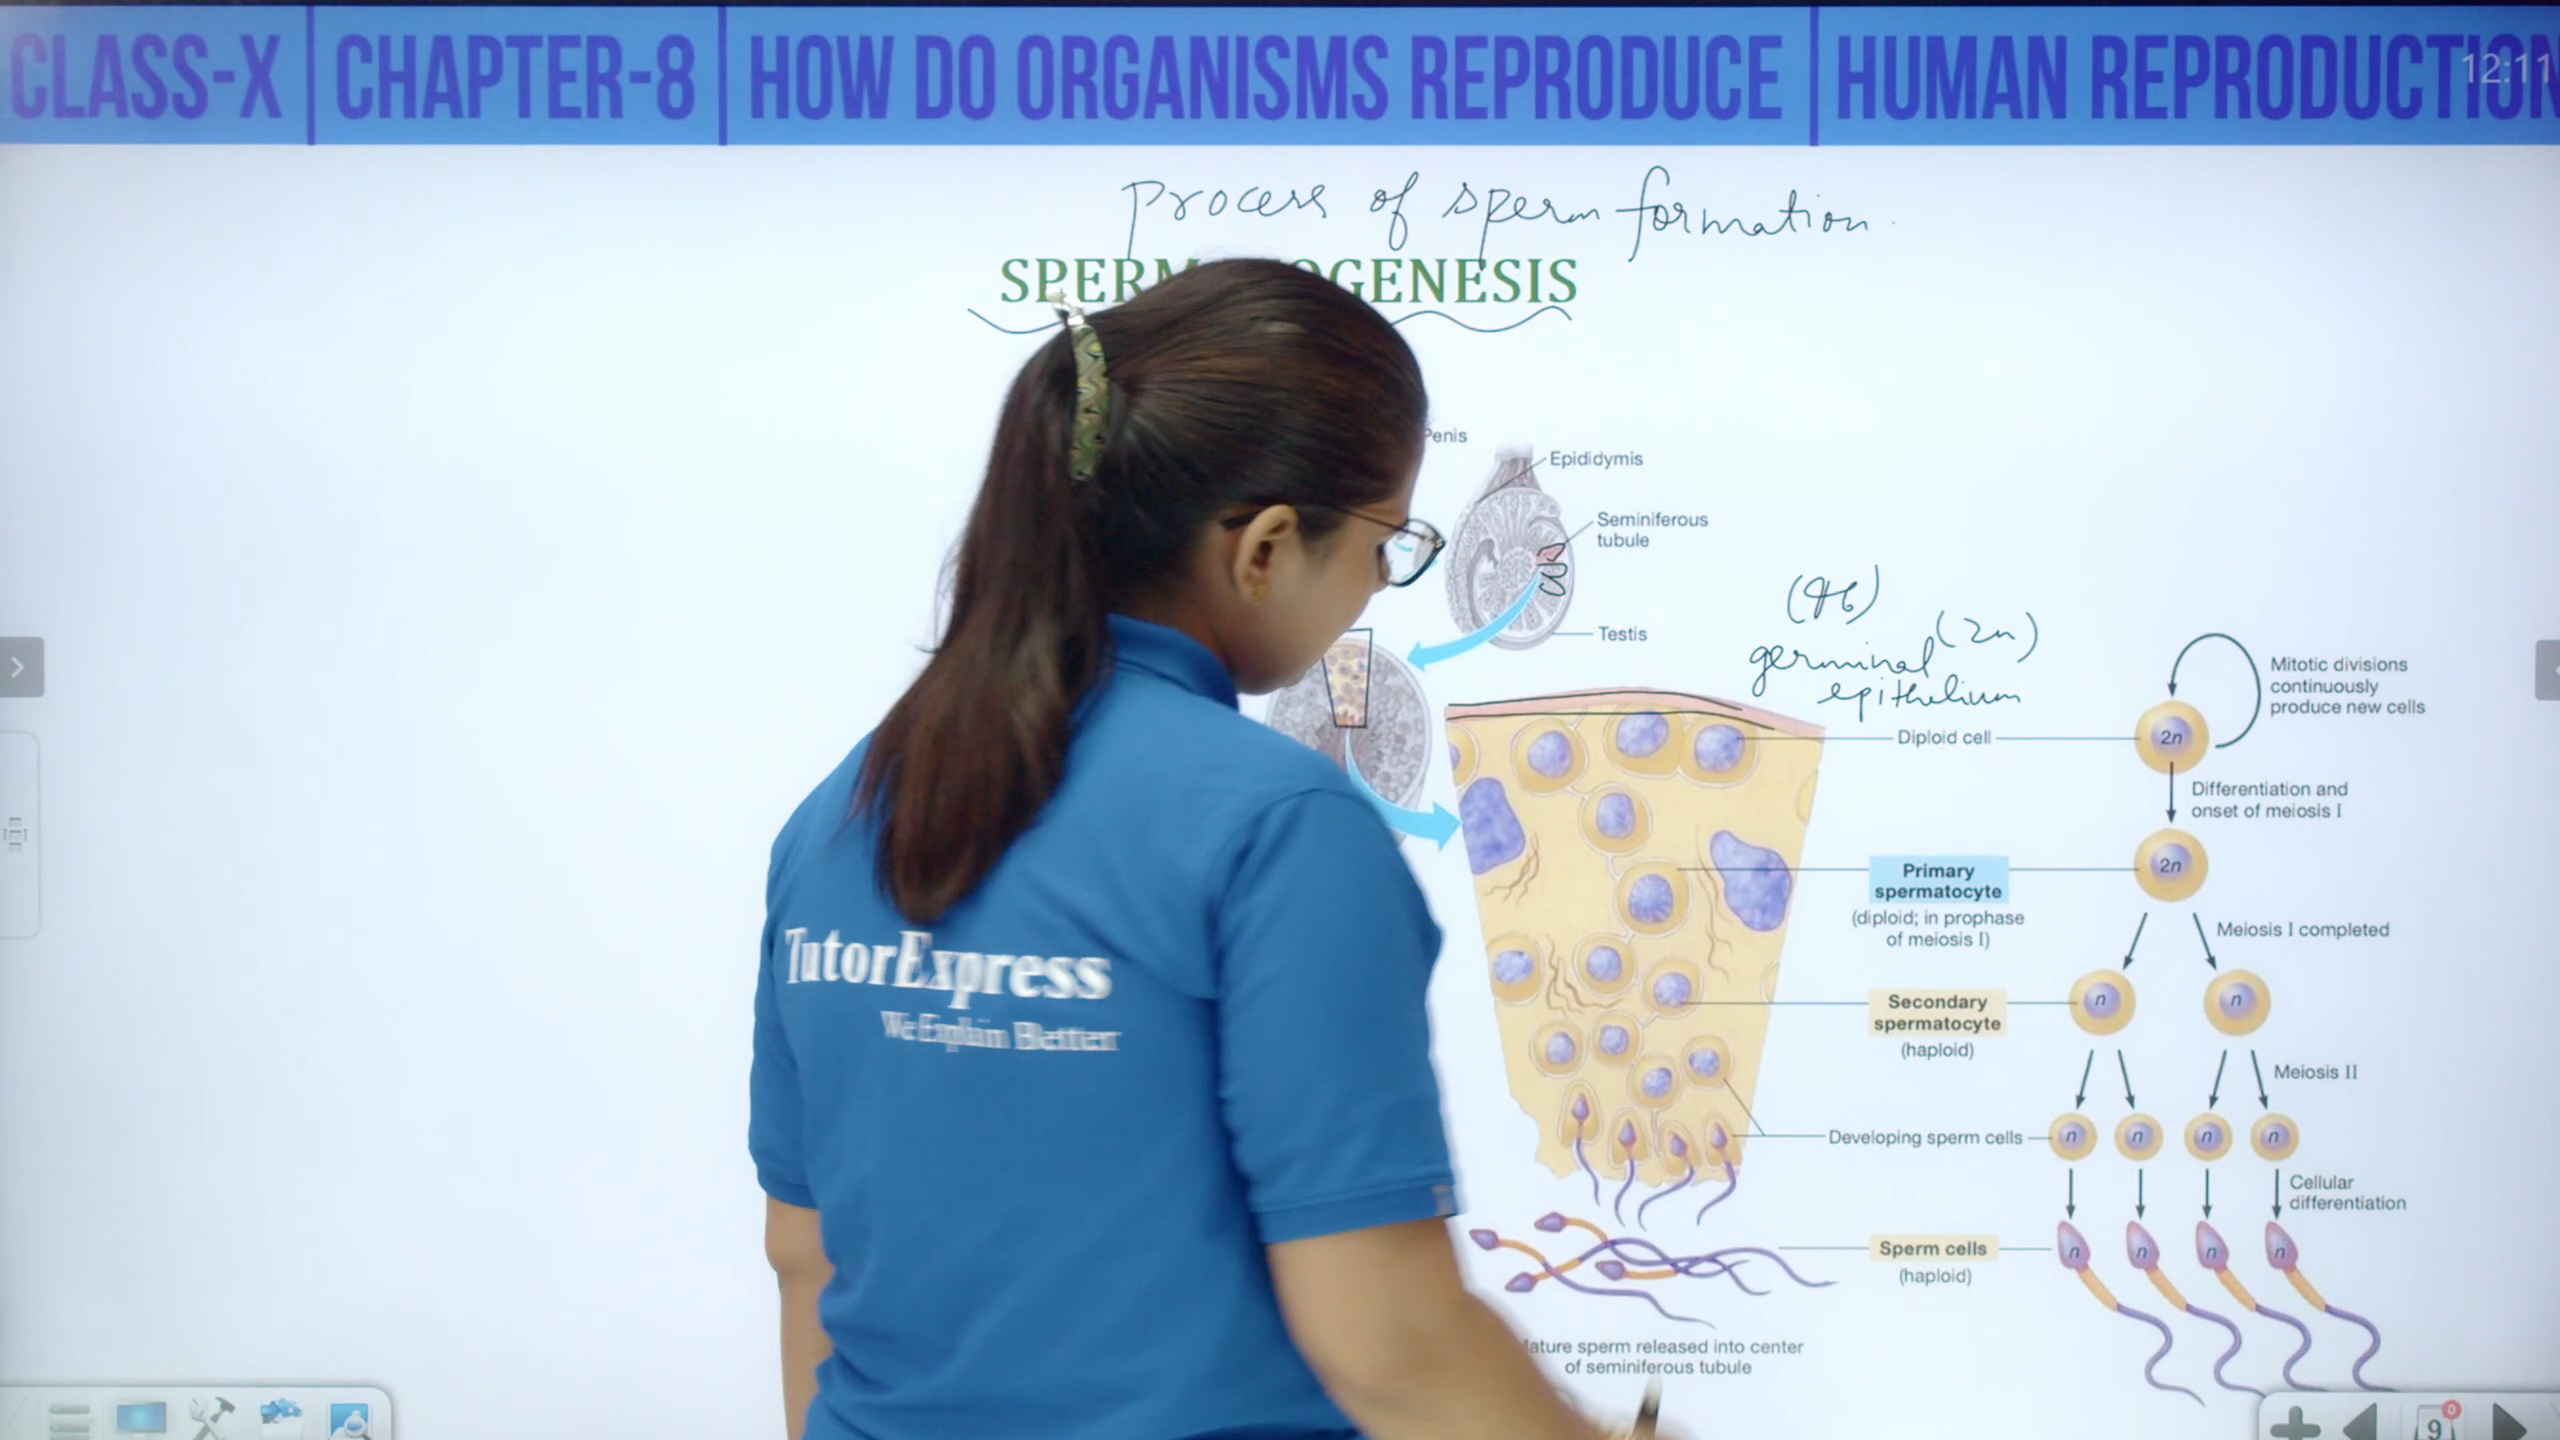 CLASS-X CHAPTER-8 HOW DO ORGANISMS REPRODUCE HUMAN REPRODUCTION
12:11
Process of sperm formation.
SPERM GENESIS
Penis
Epididymis
Seminiferous
tubule
Testis
(46)
germinal (2n)
epithelium
Mitotic divisions
continuously
produce new cells
Diploid cell
2n
Differentiation and
onset of meiosis I
2n
Primary
spermatocyte
(diploid; in prophase
of meiosis I)
Meiosis I completed
n n
Secondary
spermatocyte
(haploid)
Meiosis II
Developing sperm cells
n n n n
Cellular
differentiation
Sperm cells
(haploid)
n n n n
ature sperm released into center
of seminiferous tubule
TutorExpress
We Explain Better
9
0